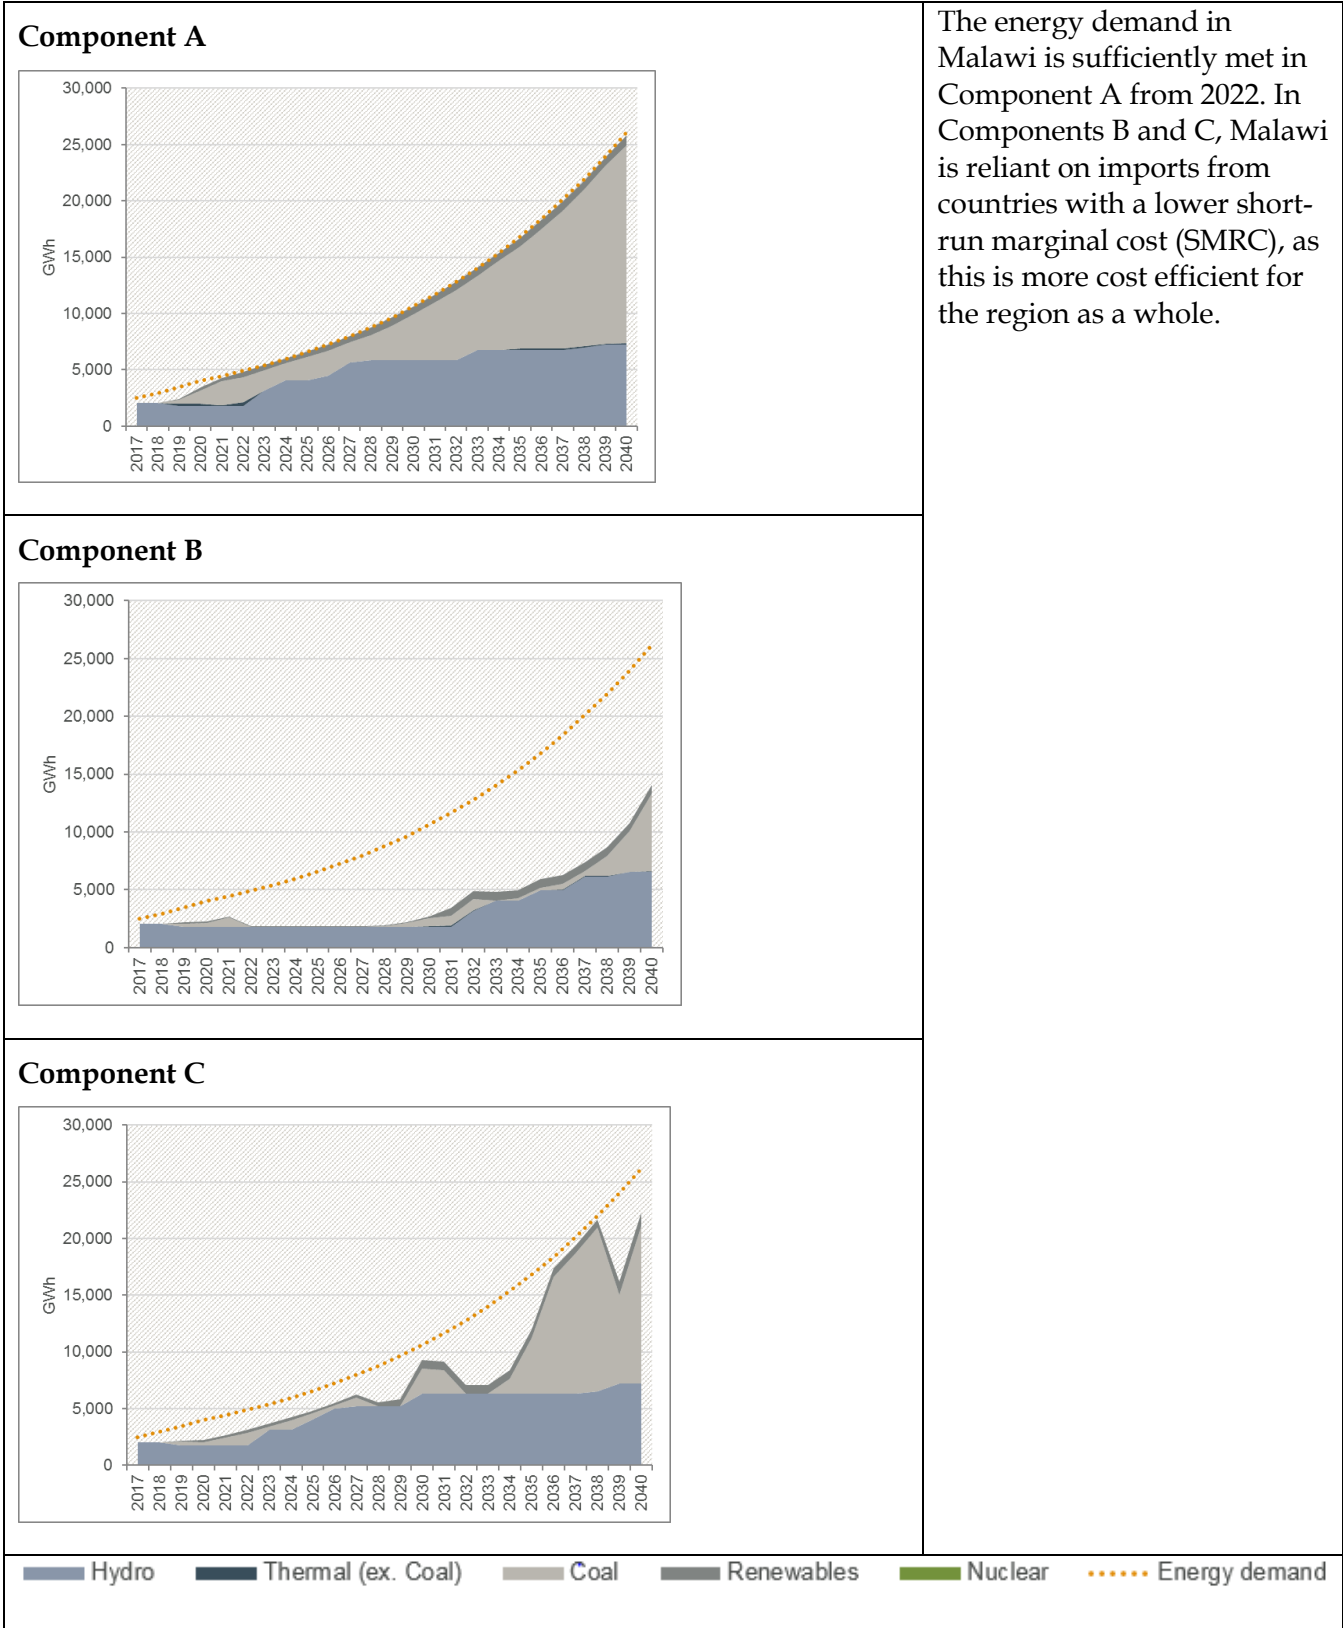 Component A
30,000
25,000
20,000
15,000
10,000
5,000
0
GWh
2017 2018 2019 2020 2021 2022 2023 2024 2025 2026 2027 2028 2029 2030 2031 2032 2033 2034 2035 2036 2037 2038 2039 2040
The energy demand in
Malawi is sufficiently met in
Component A from 2022. In
Components B and C, Malawi
is reliant on imports from
countries with a lower short-
run marginal cost (SMRC), as
this is more cost efficient for
the region as a whole.
Component B
30,000
25,000
20,000
15,000
10,000
5,000
0
GWh
2017 2018 2019 2020 2021 2022 2023 2024 2025 2026 2027 2028 2029 2030 2031 2032 2033 2034 2035 2036 2037 2038 2039 2040
Component C
30,000
25,000
20,000
15,000
10,000
5,000
0
GWh
2017 2018 2019 2020 2021 2022 2023 2024 2025 2026 2027 2028 2029 2030 2031 2032 2033 2034 2035 2036 2037 2038 2039 2040
Hydro Thermal (ex. Coal) Coal Renewables Nuclear Energy demand